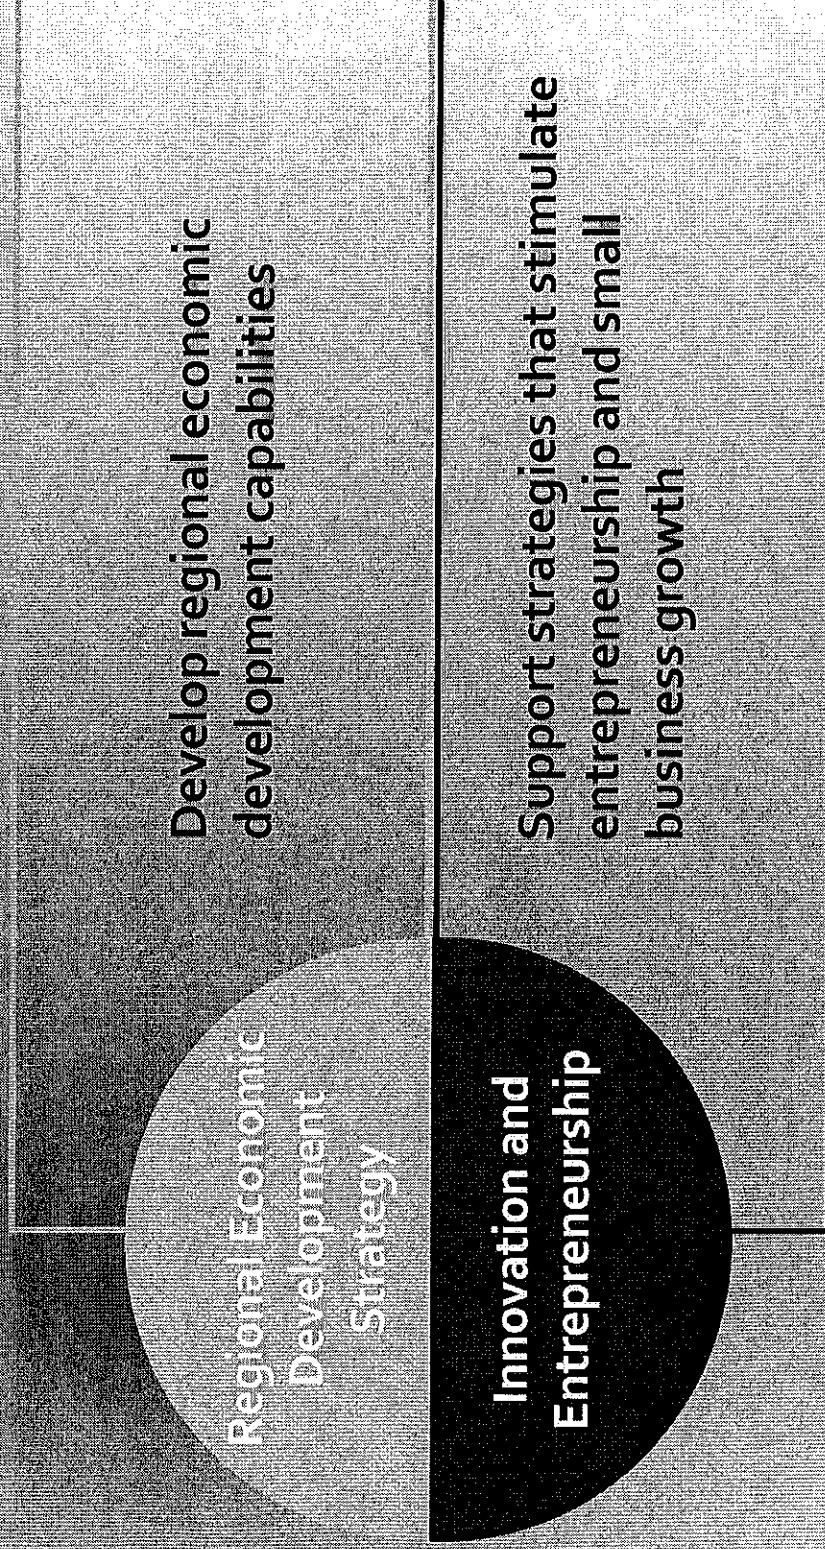 Regional Economic
Development
Strategy
Develop regional economic
development capabilities
Innovation and
Entrepreneurship
Support strategies that stimulate
entrepreneurship and small
business growth